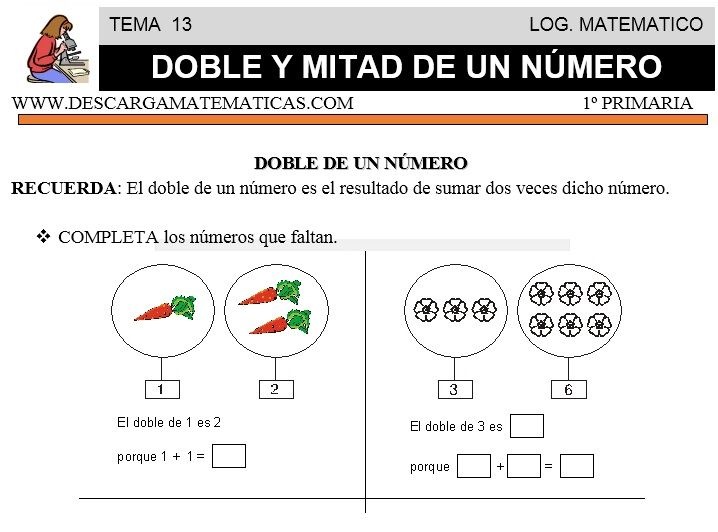 TEMA 13 LOG. MATEMATICO
DOBLE Y MITAD DE UN NÚMERO
WWW.DESCARGAMATEMATICAS.COM 1º PRIMARIA
DOBLE DE UN NÚMERO
RECUERDA: El doble de un número es el resultado de sumar dos veces dicho número.
❖ COMPLETA los números que faltan.
1 2 3 6
El doble de 1 es 2
porque 1 + 1 =
El doble de 3 es
porque + =